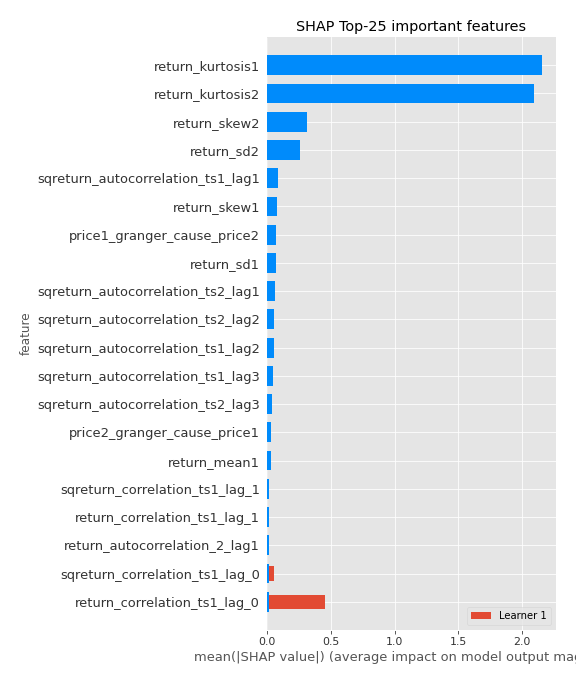 SHAP Top-25 important features
return_kurtosis1
return_kurtosis2
return_skew2
return_sd2
sqreturn_autocorrelation_ts1_lag1
return_skew1
price1_granger_cause_price2
return_sd1
sqreturn_autocorrelation_ts2_lag1
sqreturn_autocorrelation_ts2_lag2
sqreturn_autocorrelation_ts1_lag2
sqreturn_autocorrelation_ts1_lag3
sqreturn_autocorrelation_ts2_lag3
price2_granger_cause_price1
return_mean1
sqreturn_correlation_ts1_lag_1
return_correlation_ts1_lag_1
return_autocorrelation_2_lag1
sqreturn_correlation_ts1_lag_0
return_correlation_ts1_lag_0
feature
Learner 1
0.0 0.5 1.0 1.5 2.0
mean(|SHAP value|) (average impact on model output mag